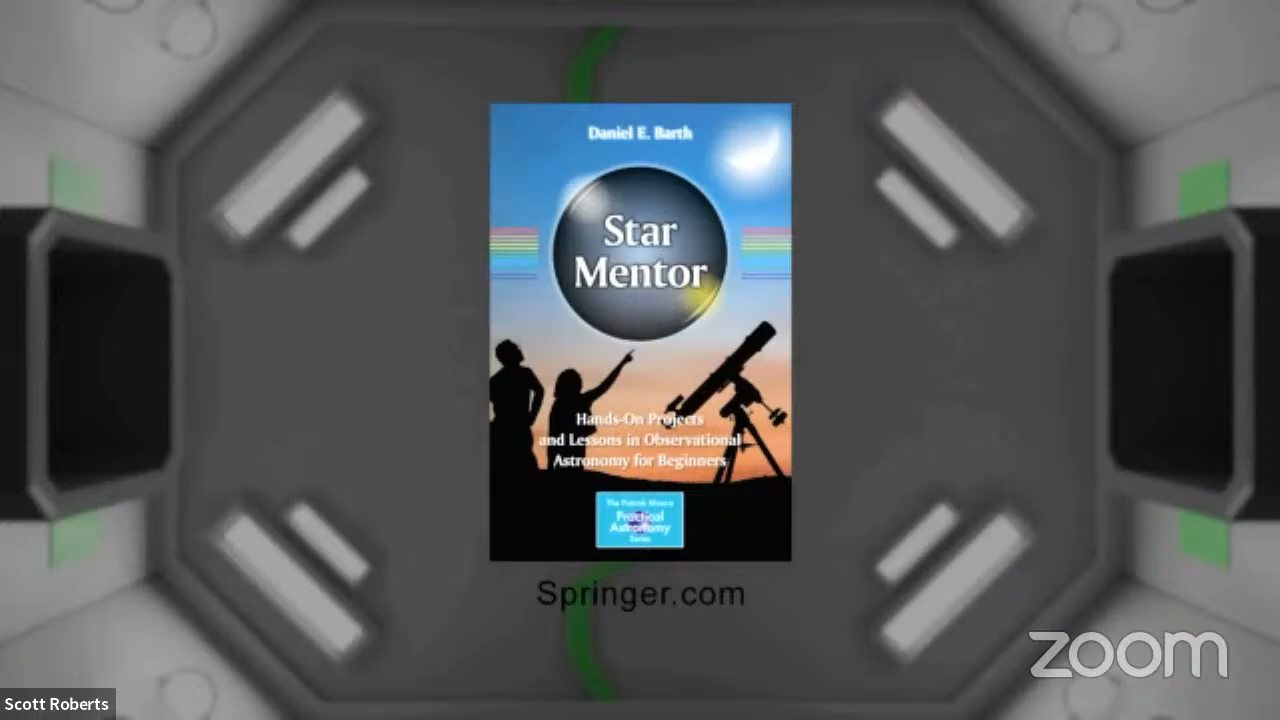 Daniel E. Barth
Star
Mentor
Hands-On Projects
and Lessons in Observational
Astronomy for Beginners
The Patrick Moore
Practical
Astronomy
Series
Springer.com
zoom
Scott Roberts